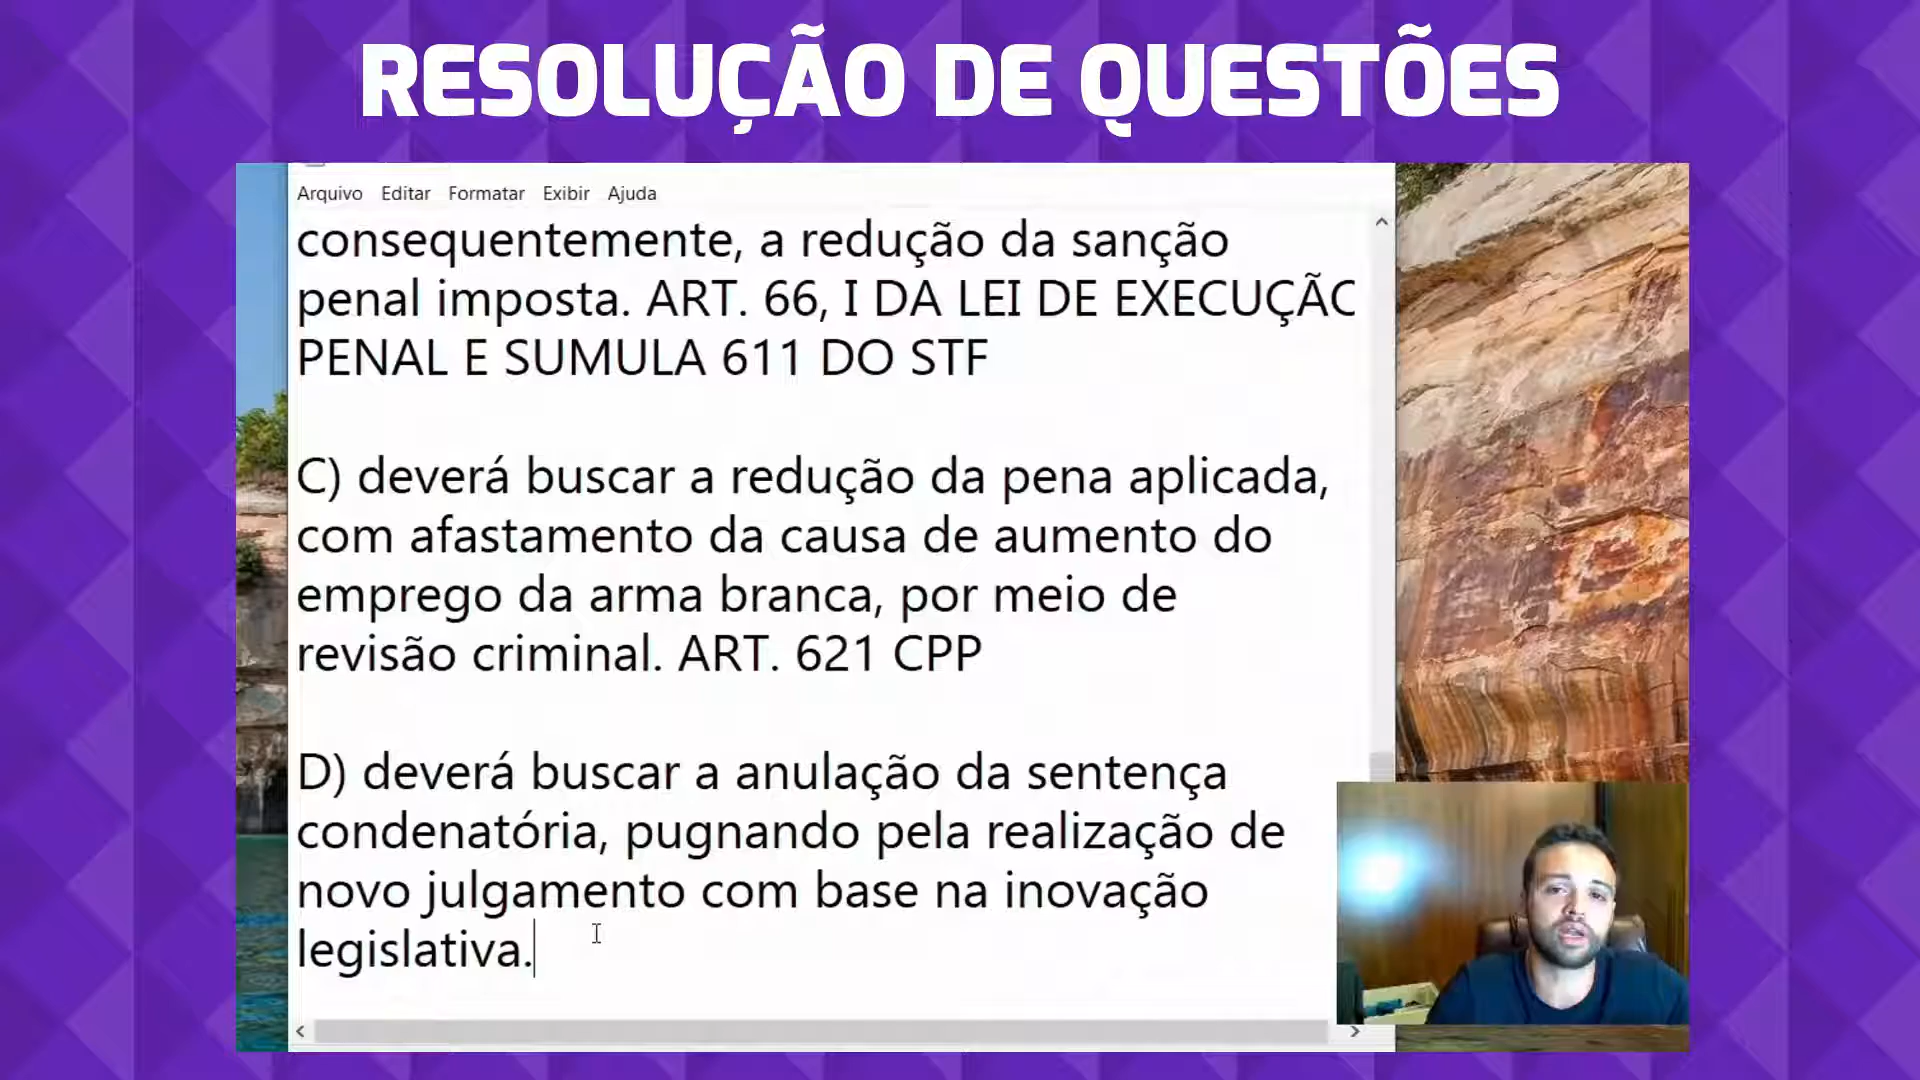 RESOLUÇÃO DE QUESTÕES
Arquivo Editar Formatar Exibir Ajuda
consequentemente, a redução da sanção
penal imposta. ART. 66, I DA LEI DE EXECUÇÃO
PENAL E SUMULA 611 DO STF
C) deverá buscar a redução da pena aplicada,
com afastamento da causa de aumento do
emprego da arma branca, por meio de
revisão criminal. ART. 621 CPP
D) deverá buscar a anulação da sentença
condenatória, pugnando pela realização de
novo julgamento com base na inovação
legislativa.